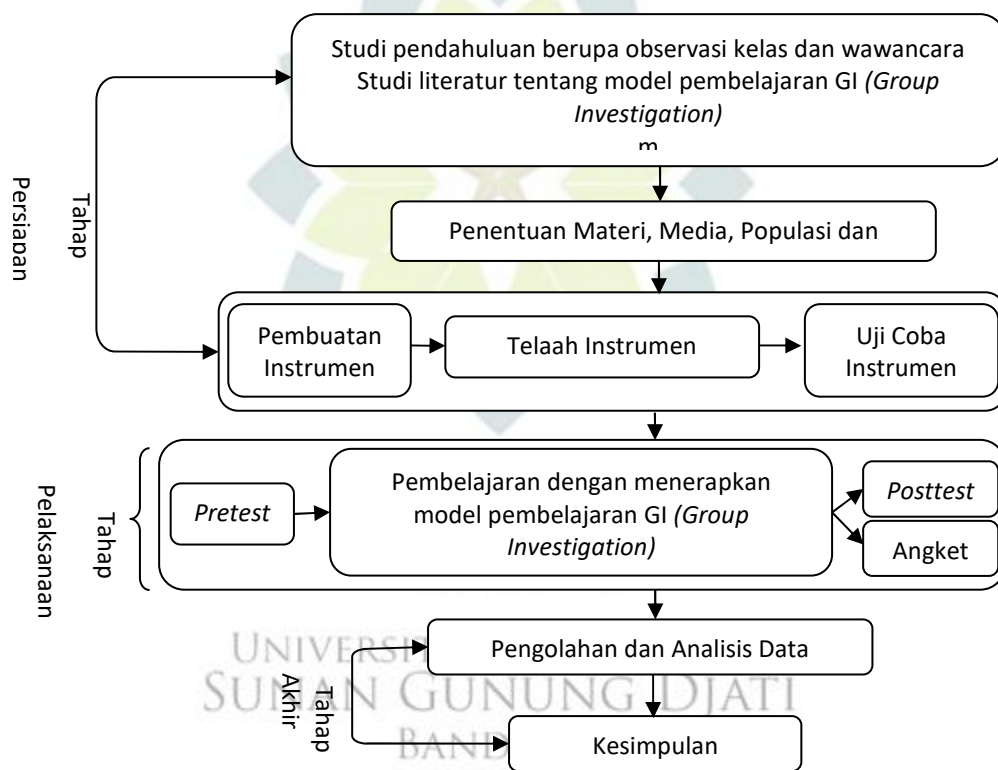 Studi pendahuluan berupa observasi kelas dan wawancara
Studi literatur tentang model pembelajaran GI (Group
Investigation)
m
Tahap
Persiapan
Penentuan Materi, Media, Populasi dan
Pembuatan
Instrumen
Telaah Instrumen
Uji Coba
Instrumen
Tahap
Pelaksanaan
Pretest
Pembelajaran dengan menerapkan
model pembelajaran GI (Group
Investigation)
Posttest
Angket
Pengolahan dan Analisis Data
Tahap
Akhir
Kesimpulan
UNIVERSIT
SUNAN GUNUNG DJATI
BAND